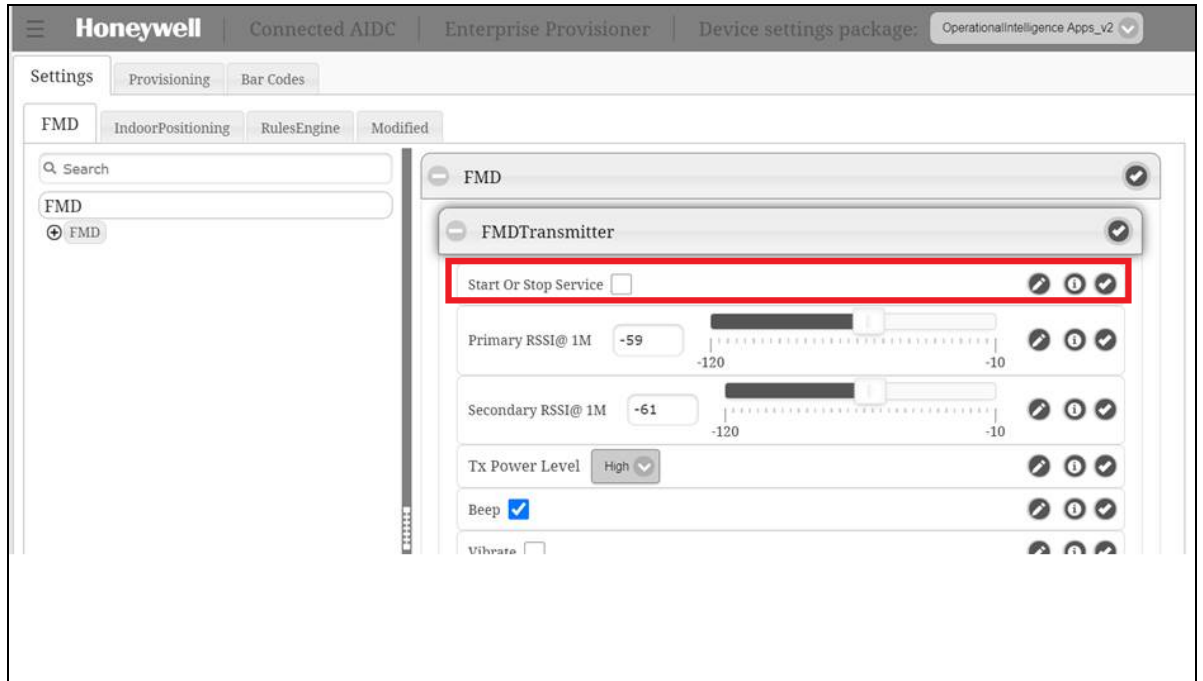 Honeywell | Connected AIDC | Enterprise Provisioner | Device settings package: OperationalIntelligence Apps_v2
Settings Provisioning Bar Codes
FMD IndoorPositioning RulesEngine Modified
Search
FMD
FMD
FMD
FMDTransmitter
Start Or Stop Service
Primary RSSI@ 1M -59
-120 -10
Secondary RSSI@ 1M -61
-120 -10
Tx Power Level High
Beep
Vibrate